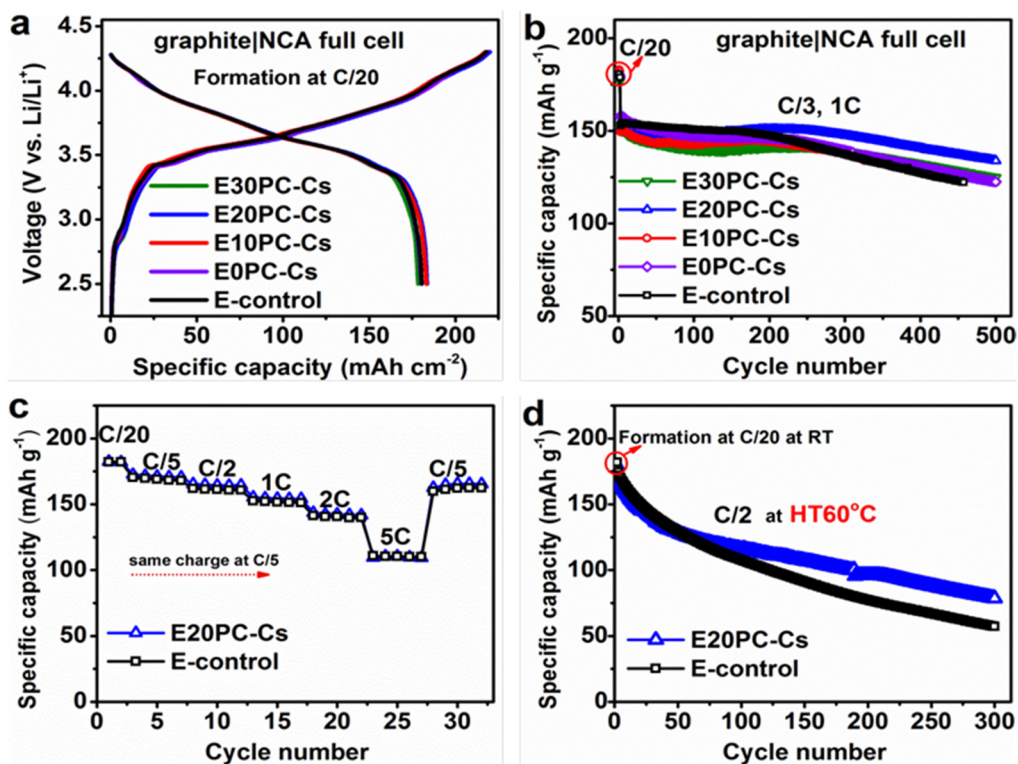 a
graphite|NCA full cell
Formation at C/20
4.5
4.0
3.5
3.0
2.5
Voltage (V vs. Li/Li⁺)
E30PC-Cs
E20PC-Cs
E10PC-Cs
E0PC-Cs
E-control
0 50 100 150 200
Specific capacity (mAh cm⁻²)
b
C/20
graphite|NCA full cell
C/3, 1C
200
150
100
50
Specific capacity (mAh g⁻¹)
E30PC-Cs
E20PC-Cs
E10PC-Cs
E0PC-Cs
E-control
0 100 200 300 400 500
Cycle number
c
C/20
C/5
C/2
1C
2C
5C
C/5
same charge at C/5
200
150
100
50
0
Specific capacity (mAh g⁻¹)
E20PC-Cs
E-control
0 5 10 15 20 25 30
Cycle number
d
Formation at C/20 at RT
C/2 at HT60°C
200
150
100
50
0
Specific capacity (mAh g⁻¹)
E20PC-Cs
E-control
0 50 100 150 200 250 300
Cycle number